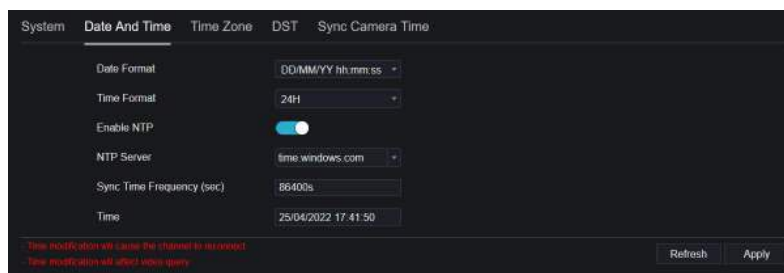 System Date And Time Time Zone DST Sync Camera Time
Date Format DD/MM/YY hh:mm:ss
Time Format 24H
Enable NTP
NTP Server time.windows.com
Sync Time Frequency (sec) 86400s
Time 25/04/2022 17:41:50
- Time modification will cause the channel to reconnect
- Time modification will affect video query
Refresh Apply